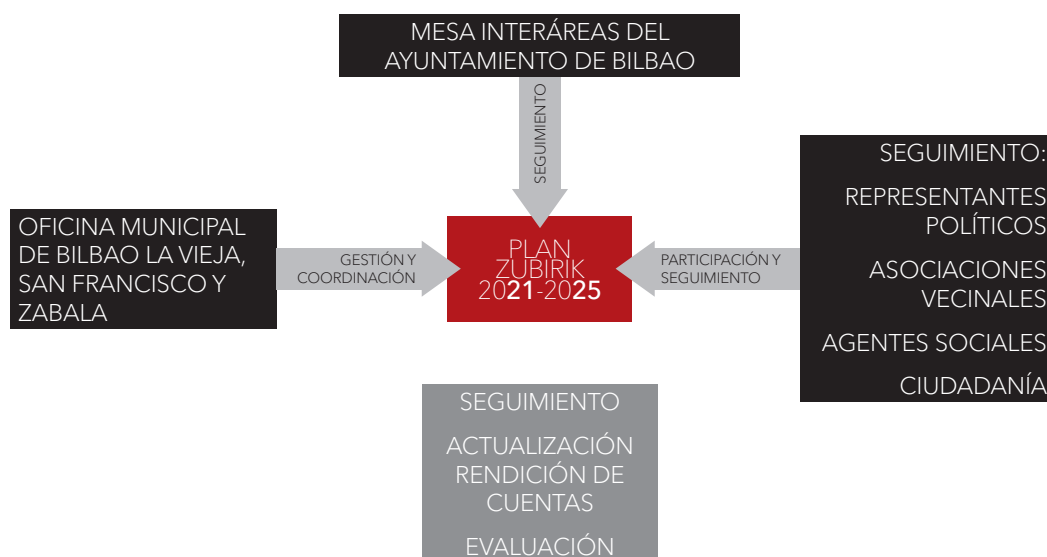 MESA INTERÁREAS DEL
AYUNTAMIENTO DE BILBAO
SEGUIMIENTO
OFICINA MUNICIPAL
DE BILBAO LA VIEJA,
SAN FRANCISCO Y
ZABALA
GESTIÓN Y
COORDINACIÓN
PLAN
ZUBIRIK
2021-2025
PARTICIPACIÓN Y
SEGUIMIENTO
SEGUIMIENTO:
REPRESENTANTES
POLÍTICOS
ASOCIACIONES
VECINALES
AGENTES SOCIALES
CIUDADANÍA
SEGUIMIENTO
ACTUALIZACIÓN
RENDICIÓN DE
CUENTAS
EVALUACIÓN